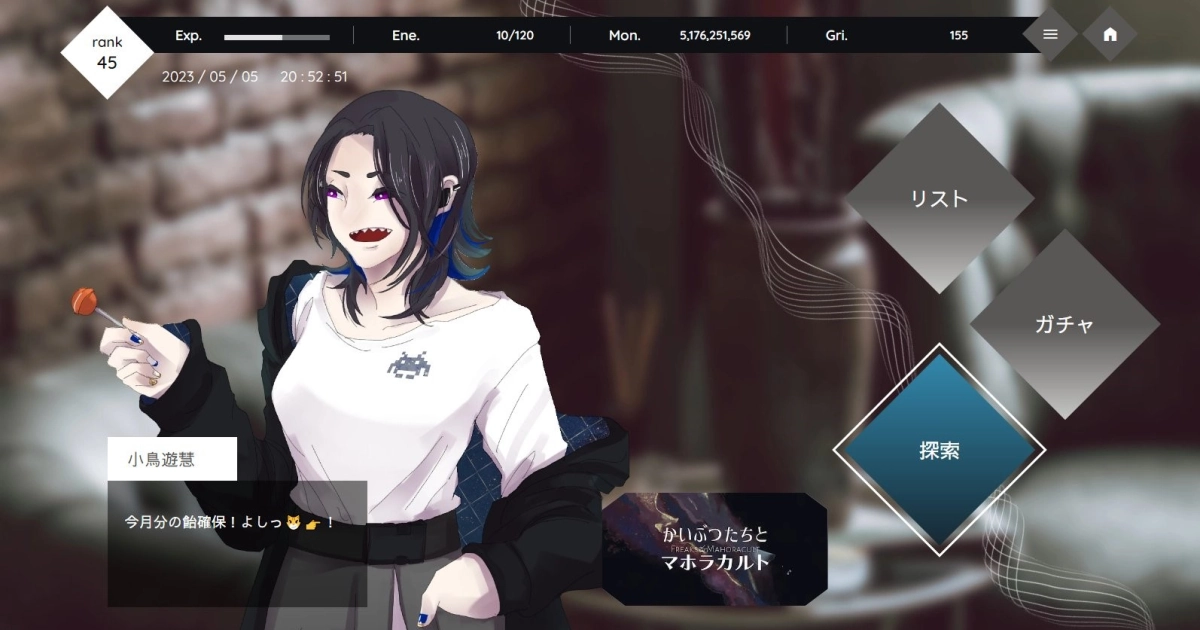 rank
45
Exp.
Ene. 10/120
Mon. 5,176,251,569
Gri. 155
2023 / 05 / 05 20 : 52 : 51
リスト
ガチャ
探索
小鳥遊慧
今月分の飴確保！よしっ🐱👉！
かいぶつたちと
FREAKS MAHORACULT
マホラカルト